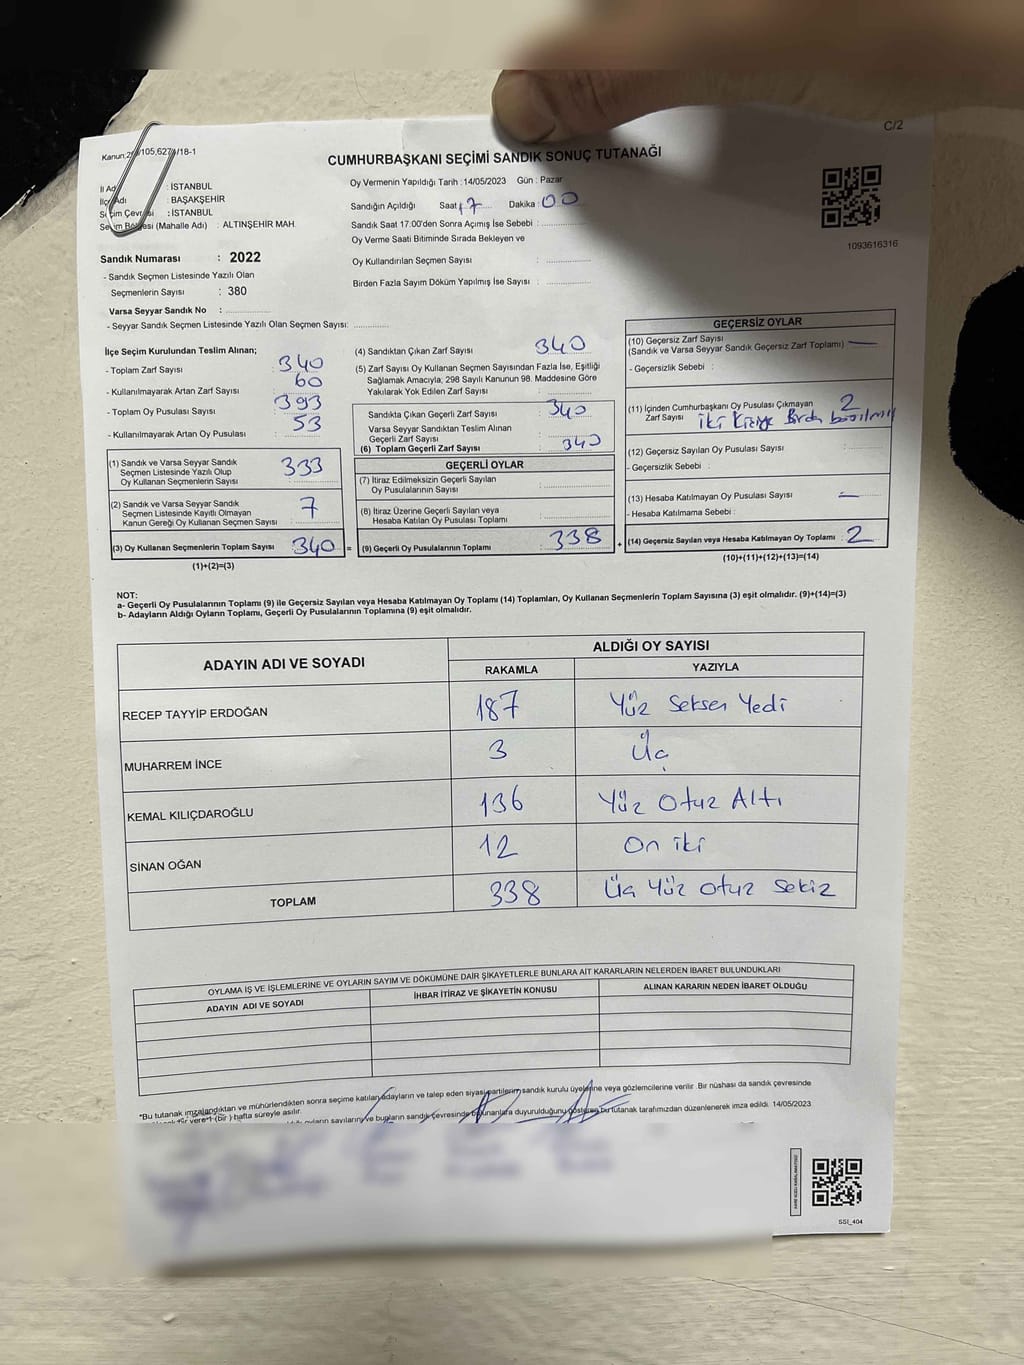 C/2
Kanun:2 /105,627 /18-1
CUMHURBAŞKANI SEÇİMİ SANDIK SONUÇ TUTANAĞI
1093616316
İl Ad : İSTANBUL
İlçe Adı : BAŞAKŞEHİR
Seçim Çevresi : İSTANBUL
Seçim Bölgesi (Mahalle Adı) : ALTINŞEHİR MAH.
Oy Vermenin Yapıldığı Tarih : 14/05/2023 Gün : Pazar
Sandığın Açıldığı Saat 17 Dakika : 00
Sandık Saat 17:00'den Sonra Açımış İse Sebebi :
Oy Verme Saati Bitiminde Sırada Bekleyen ve
Oy Kullandırılan Seçmen Sayısı :
Birden Fazla Sayım Döküm Yapılmış İse Sayısı :
Sandık Numarası : 2022
- Sandık Seçmen Listesinde Yazılı Olan
Seçmenlerin Sayısı : 380
Varsa Seyyar Sandık No :
- Seyyar Sandık Seçmen Listesinde Yazılı Olan Seçmen Sayısı:
İlçe Seçim Kurulundan Teslim Alınan;
- Toplam Zarf Sayısı : 340
- Kullanılmayarak Artan Zarf Sayısı : 60
- Toplam Oy Pusulası Sayısı : 393
- Kullanılmayarak Artan Oy Pusulası : 53
(1) Sandık ve Varsa Seyyar Sandık
Seçmen Listesinde Yazılı Olup
Oy Kullanan Seçmenlerin Sayısı : 333
(2) Sandık ve Varsa Seyyar Sandık
Seçmen Listesinde Kayıtlı Olmayan
Kanun Gereği Oy Kullanan Seçmen Sayısı : 7
(3) Oy Kullanan Seçmenlerin Toplam Sayısı : 340 =
(1)+(2)=(3)
(4) Sandıktan Çıkan Zarf Sayısı : 340
(5) Zarf Sayısı Oy Kullanan Seçmen Sayısından Fazla İse, Eşitliği
Sağlamak Amacıyla, 298 Sayılı Kanunun 98. Maddesine Göre
Yakılarak Yok Edilen Zarf Sayısı :
Sandıkta Çıkan Geçerli Zarf Sayısı : 340
Varsa Seyyar Sandıktan Teslim Alınan
Geçerli Zarf Sayısı :
(6) Toplam Geçerli Zarf Sayısı : 340
GEÇERLİ OYLAR
(7) İtiraz Edilmeksizin Geçerli Sayılan
Oy Pusulalarının Sayısı :
(8) İtiraz Üzerine Geçerli Sayılan veya
Hesaba Katılan Oy Pusulası Toplamı :
(9) Geçerli Oy Pusulalarının Toplamı : 338 +
GEÇERSİZ OYLAR
(10) Geçersiz Zarf Sayısı
(Sandık ve Varsa Seyyar Sandık Geçersiz Zarf Toplamı) : —
- Geçersizlik Sebebi :
(11) İçinden Cumhurbaşkanı Oy Pusulası Çıkmayan
Zarf Sayısı : 2
İki Kişiye Birden basılmış
(12) Geçersiz Sayılan Oy Pusulası Sayısı :
- Geçersizlik Sebebi :
(13) Hesaba Katılmayan Oy Pusulası Sayısı : —
- Hesaba Katılmama Sebebi :
(14) Geçersiz Sayılan veya Hesaba Katılmayan Oy Toplamı : 2
(10)+(11)+(12)+(13)=(14)
NOT:
a- Geçerli Oy Pusulalarının Toplamı (9) ile Geçersiz Sayılan veya Hesaba Katılmayan Oy Toplamı (14) Toplamları, Oy Kullanan Seçmenlerin Toplam Sayısına (3) eşit olmalıdır. (9)+(14)=(3)
b- Adayların Aldığı Oyların Toplamı, Geçerli Oy Pusulalarının Toplamına (9) eşit olmalıdır.
ADAYIN ADI VE SOYADI
ALDIĞI OY SAYISI
RAKAMLA YAZIYLA
RECEP TAYYİP ERDOĞAN 187 Yüz Seksen Yedi
MUHARREM İNCE 3 Üç
KEMAL KILIÇDAROĞLU 136 Yüz Otuz Altı
SİNAN OĞAN 12 On iki
TOPLAM 338 Üç Yüz Otuz Sekiz
OYLAMA İŞ VE İŞLEMLERİNE VE OYLARIN SAYIM VE DÖKÜMÜNE DAİR ŞİKAYETLERLE BUNLARA AİT KARARLARIN NELERDEN İBARET BULUNDUKLARI
ADAYIN ADI VE SOYADI İHBAR İTİRAZ VE ŞİKAYETİN KONUSU ALINAN KARARIN NEDEN İBARET OLDUĞU
*Bu tutanak imzalandıktan ve mühürlendikten sonra seçime katılan adayların ve talep eden siyasi partilerin sandık kurulu üyelerine veya gözlemcilerine verilir. Bir nüshası da sandık çevresinde
bir yere 1 (bir) hafta süreyle asılır.
oyların sayılarını ve bunların sandık çevresinde bulunanlara duyurulduğunu gösteren bu tutanak tarafımızdan düzenlenerek imza edildi. 14/05/2023
SSI_404